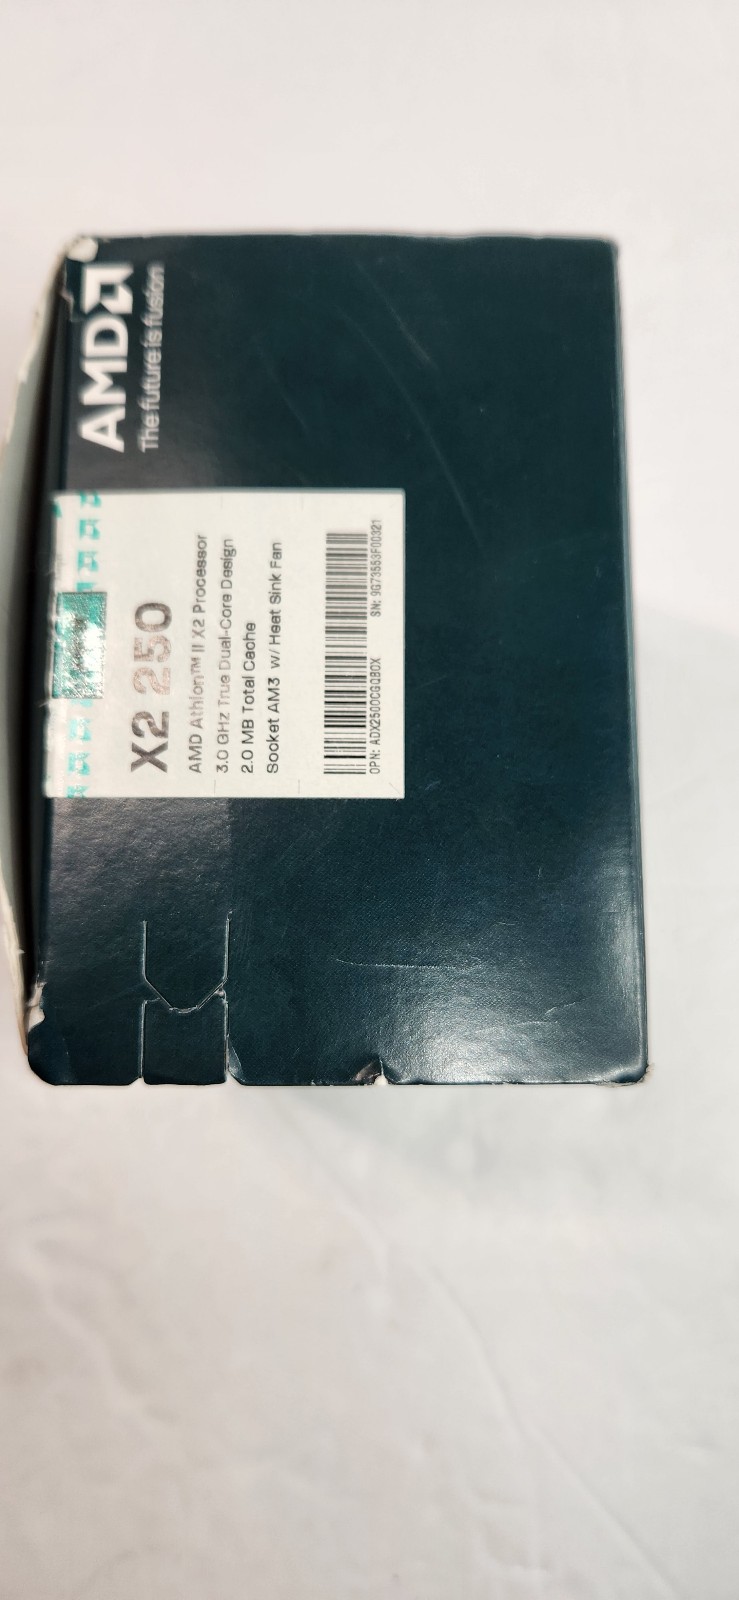 AMD
The future is fusion
X2 250
AMD Athlon™ II X2 Processor
3.0 GHz True Dual-Core Design
2.0 MB Total Cache
Socket AM3 w/ Heat Sink Fan
OPN: ADX250OCGQBOX SN: 9G73553F00321